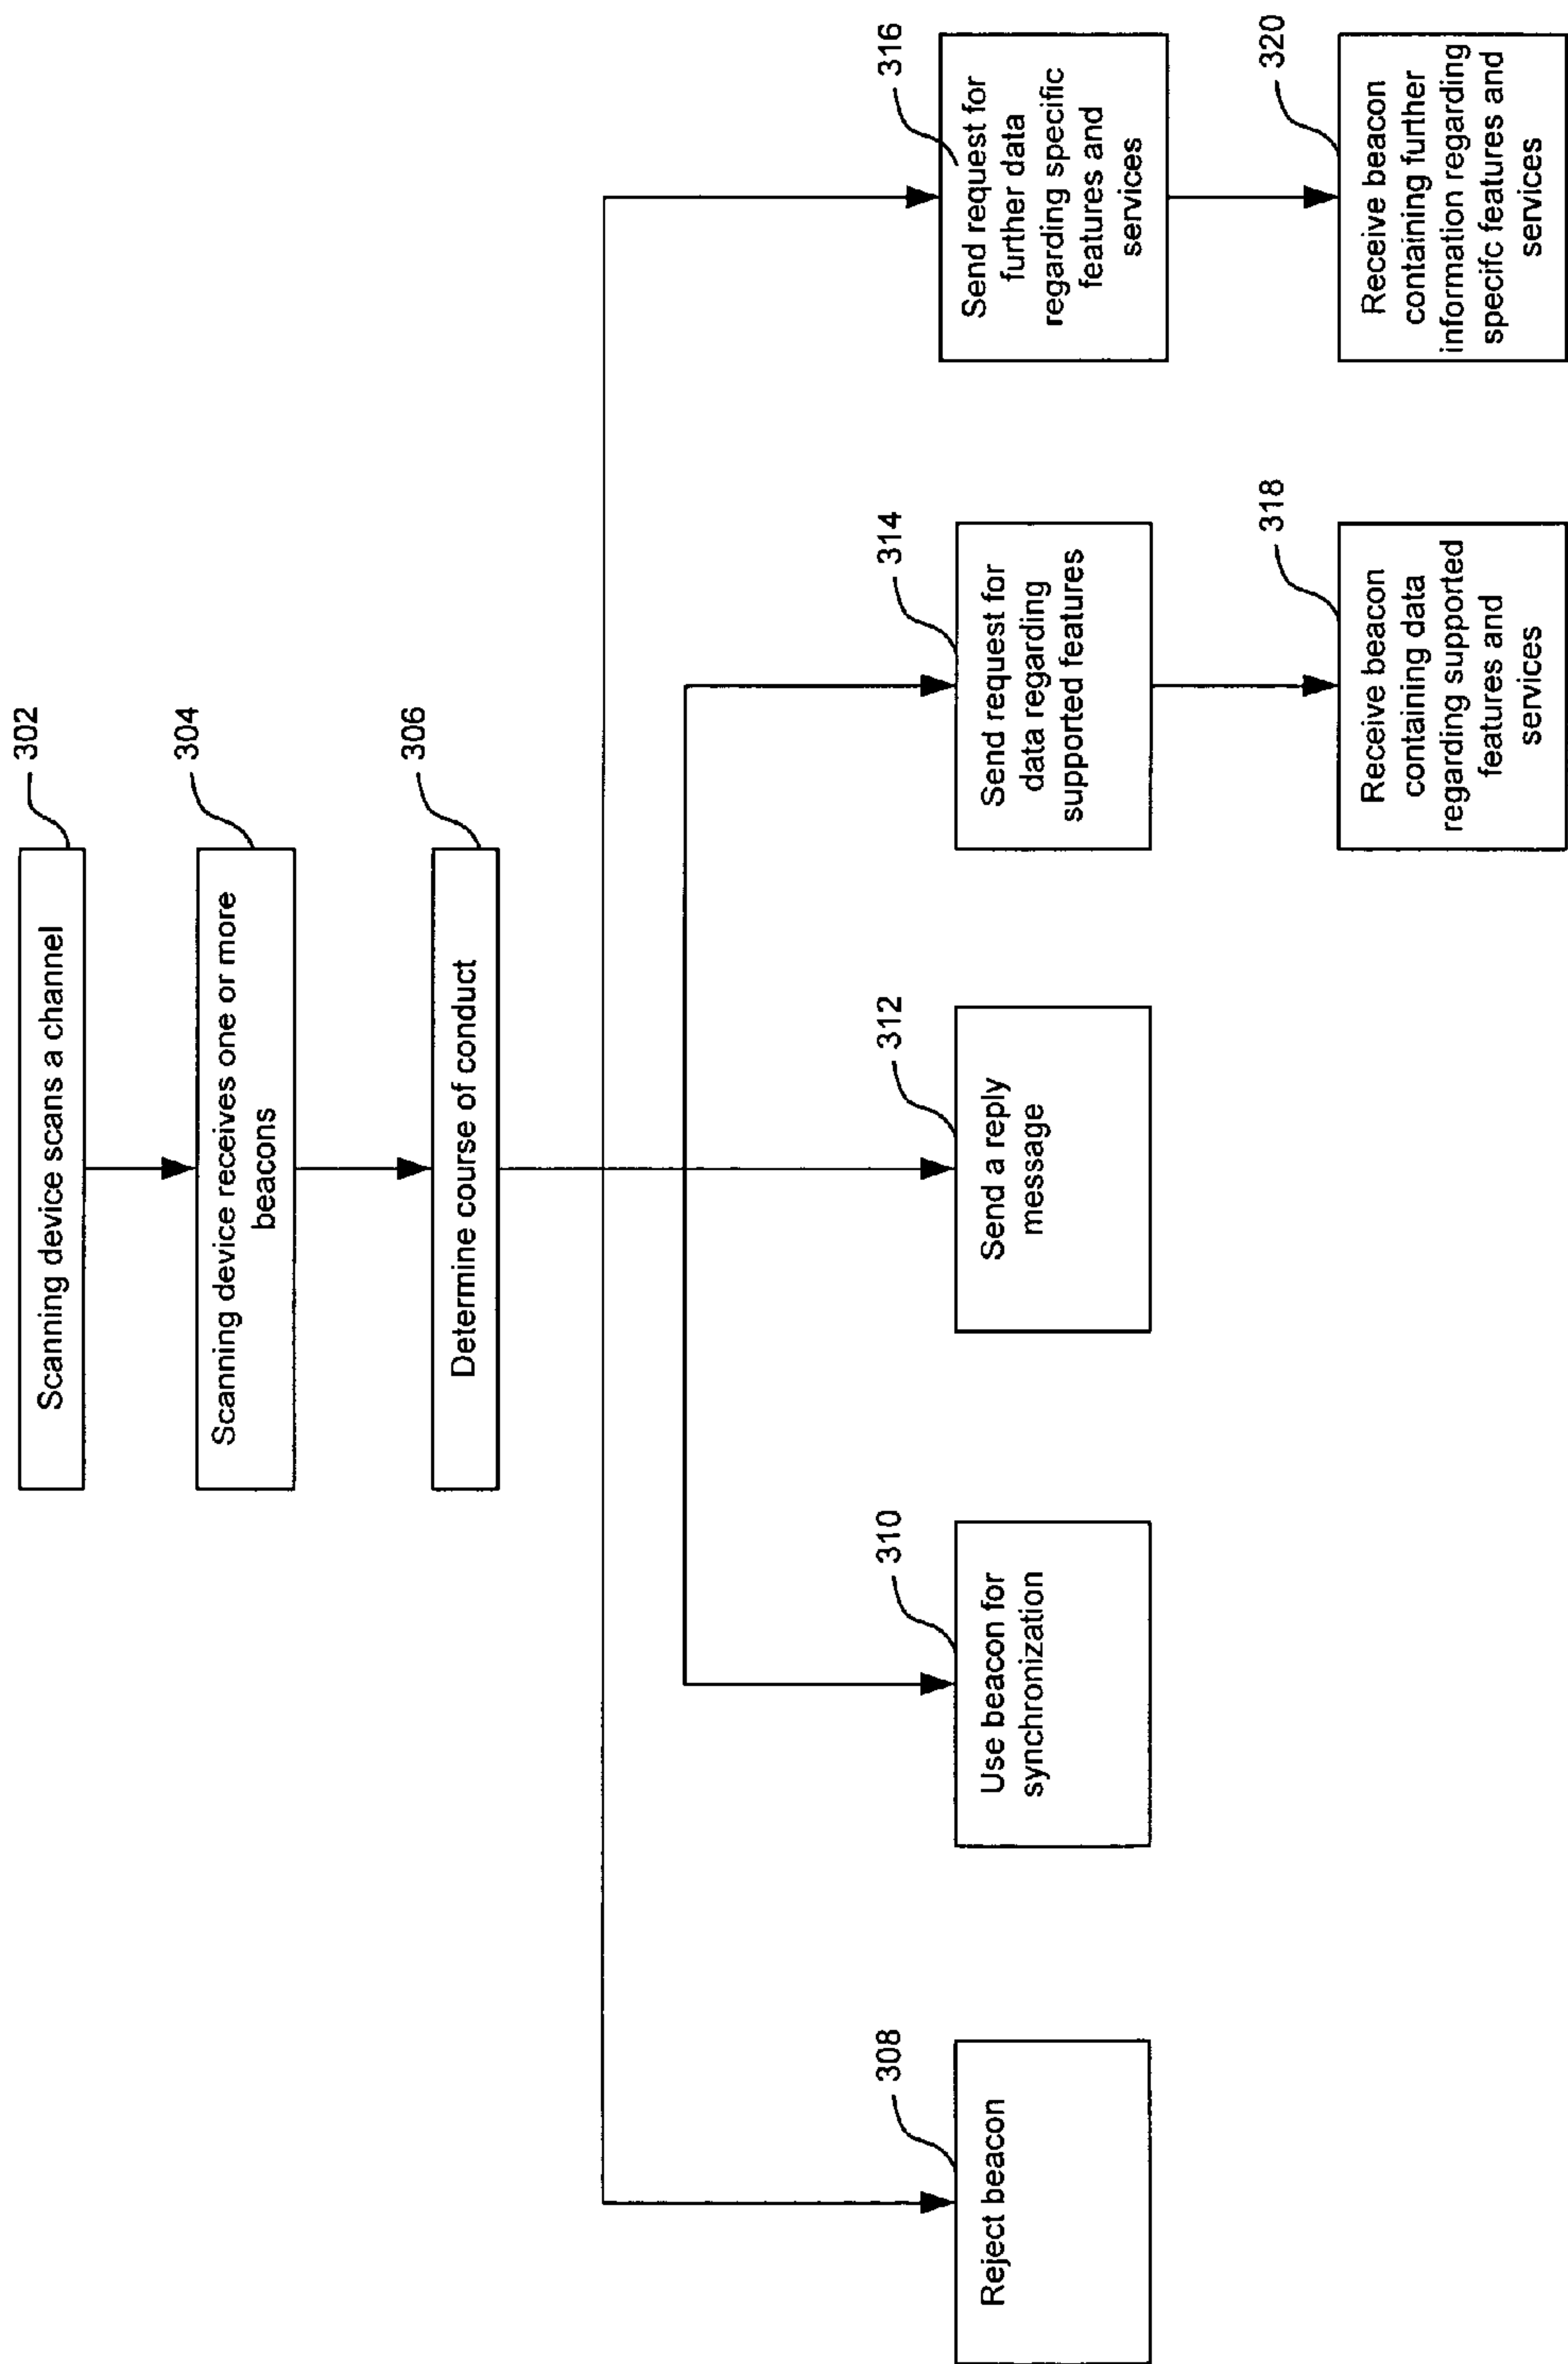 302
Scanning device scans a channel
304
Scanning device receives one or more
beacons
306
Determine course of conduct
308
Reject beacon
310
Use beacon for
synchronization
312
Send a reply
message
314
Send request for
data regarding
supported features
316
Send request for
further data
regarding specific
features and
services
318
Receive beacon
containing data
regarding supported
features and
services
320
Receive beacon
containing further
information regarding
specifc features and
services